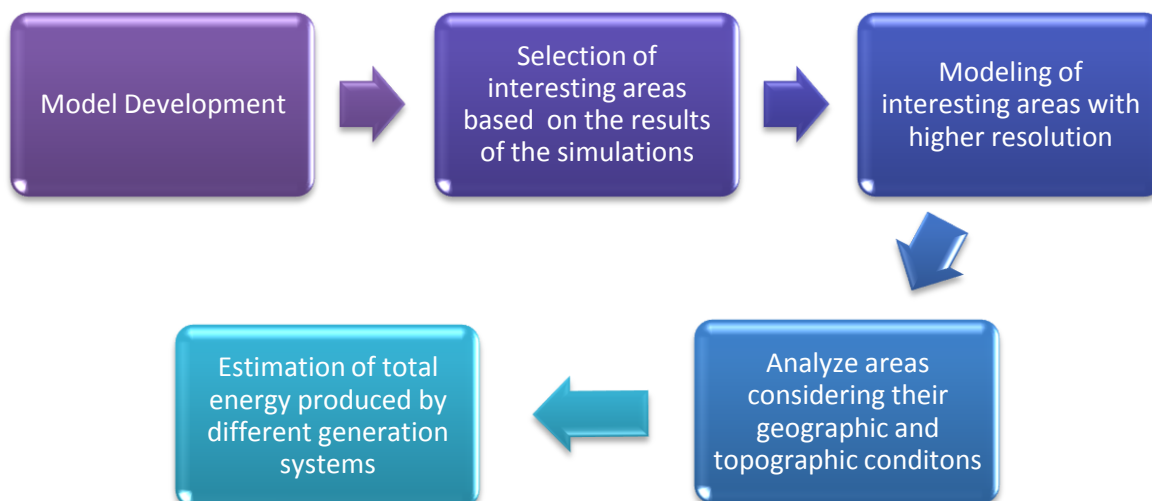 Model Development
Selection of
interesting areas
based on the results
of the simulations
Modeling of
interesting areas with
higher resolution
Analyze areas
considering their
geographic and
topographic conditons
Estimation of total
energy produced by
different generation
systems